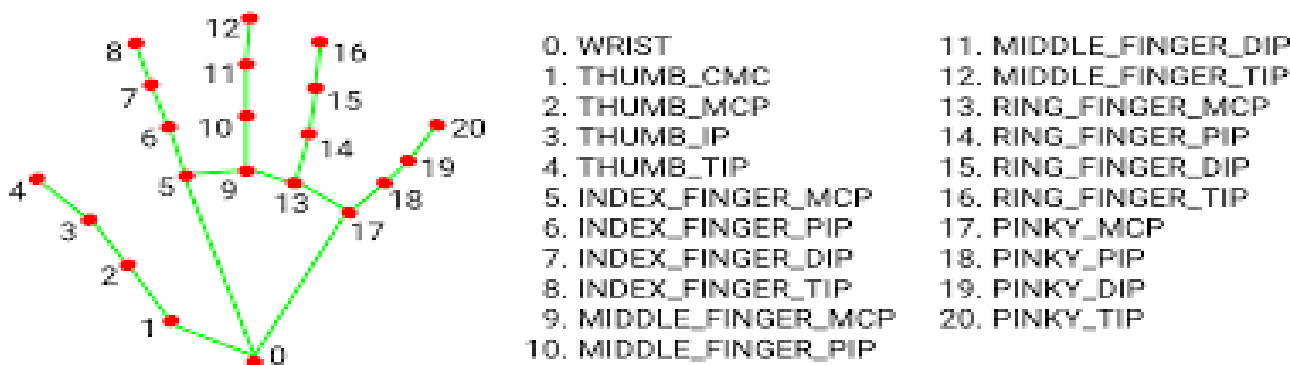 12
8
16
11
7
15
10
20
6
14
19
4
5
9
13
18
3
17
2
1
0
0. WRIST
1. THUMB_CMC
2. THUMB_MCP
3. THUMB_IP
4. THUMB_TIP
5. INDEX_FINGER_MCP
6. INDEX_FINGER_PIP
7. INDEX_FINGER_DIP
8. INDEX_FINGER_TIP
9. MIDDLE_FINGER_MCP
10. MIDDLE_FINGER_PIP
11. MIDDLE_FINGER_DIP
12. MIDDLE_FINGER_TIP
13. RING_FINGER_MCP
14. RING_FINGER_PIP
15. RING_FINGER_DIP
16. RING_FINGER_TIP
17. PINKY_MCP
18. PINKY_PIP
19. PINKY_DIP
20. PINKY_TIP